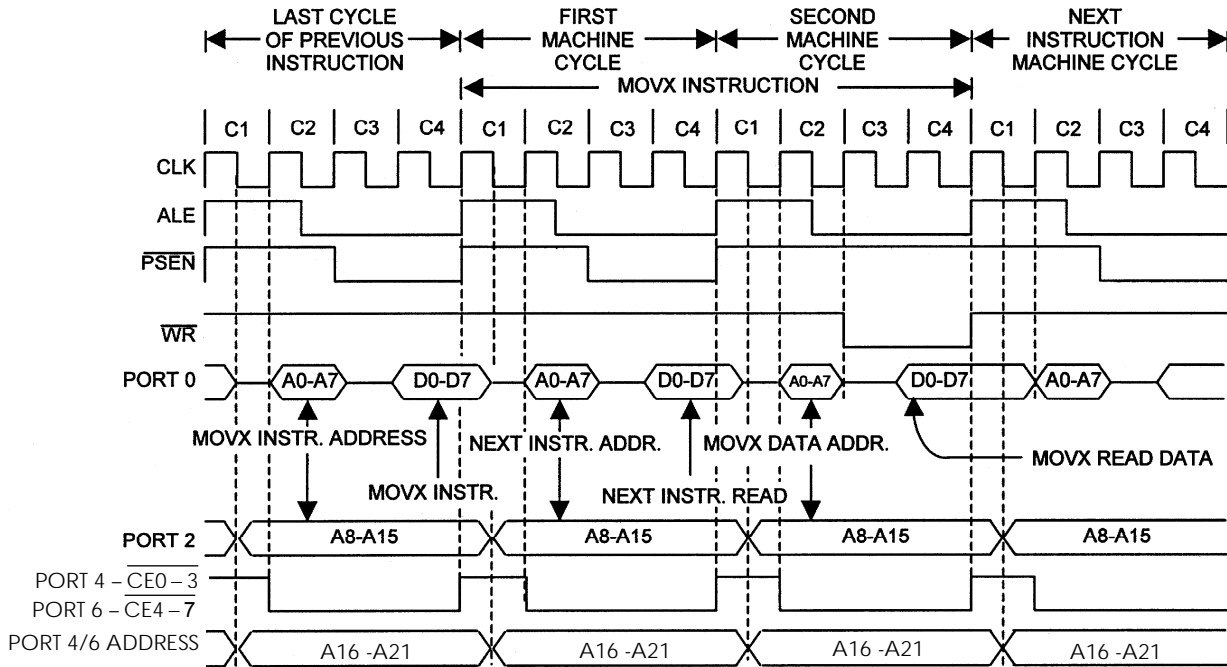 LAST CYCLE
OF PREVIOUS
INSTRUCTION
FIRST
MACHINE
CYCLE
SECOND
MACHINE
CYCLE
NEXT
INSTRUCTION
MACHINE CYCLE
MOVX INSTRUCTION
C1 C2 C3 C4 C1 C2 C3 C4 C1 C2 C3 C4 C1 C2 C3 C4
CLK
ALE
PSEN
WR
PORT 0 A0-A7 D0-D7 A0-A7 D0-D7 A0-A7 D0-D7 A0-A7
MOVX INSTR. ADDRESS NEXT INSTR. ADDR. MOVX DATA ADDR.
MOVX READ DATA
MOVX INSTR. NEXT INSTR. READ
PORT 2 A8-A15 A8-A15 A8-A15 A8-A15
PORT 4 – CE0 – 3
PORT 6 – CE4 – 7
PORT 4/6 ADDRESS A16 -A21 A16 -A21 A16 -A21 A16 -A21